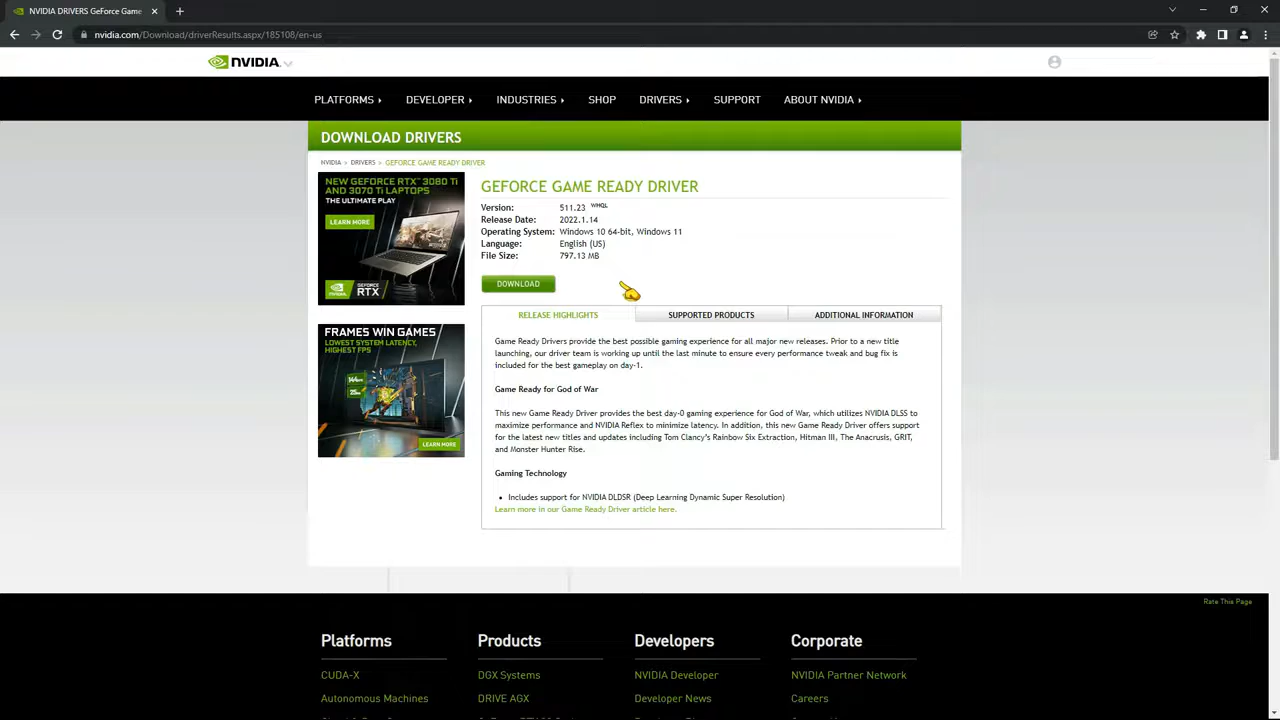 NVIDIA DRIVERS GeForce Game
nvidia.com/Download/driverResults.aspx/185108/en-us
NVIDIA.
PLATFORMS DEVELOPER INDUSTRIES SHOP DRIVERS SUPPORT ABOUT NVIDIA
DOWNLOAD DRIVERS
NVIDIA > DRIVERS > GEFORCE GAME READY DRIVER
NEW GEFORCE RTX™ 3080 Ti
AND 3070 Ti LAPTOPS
THE ULTIMATE PLAY
LEARN MORE
GEFORCE
RTX
FRAMES WIN GAMES
LOWEST SYSTEM LATENCY,
HIGHEST FPS
LEARN MORE
GEFORCE GAME READY DRIVER
Version: 511.23 WHQL
Release Date: 2022.1.14
Operating System: Windows 10 64-bit, Windows 11
Language: English (US)
File Size: 797.13 MB
DOWNLOAD
RELEASE HIGHLIGHTS SUPPORTED PRODUCTS ADDITIONAL INFORMATION
Game Ready Drivers provide the best possible gaming experience for all major new releases. Prior to a new title
launching, our driver team is working up until the last minute to ensure every performance tweak and bug fix is
included for the best gameplay on day-1.
Game Ready for God of War
This new Game Ready Driver provides the best day-0 gaming experience for God of War, which utilizes NVIDIA DLSS to
maximize performance and NVIDIA Reflex to minimize latency. In addition, this new Game Ready Driver offers support
for the latest new titles and updates including Tom Clancy's Rainbow Six Extraction, Hitman III, The Anacrusis, GRIT,
and Monster Hunter Rise.
Gaming Technology
• Includes support for NVIDIA DLDSR (Deep Learning Dynamic Super Resolution)
Learn more in our Game Ready Driver article here.
Rate This Page
Platforms Products Developers Corporate
CUDA-X DGX Systems NVIDIA Developer NVIDIA Partner Network
Autonomous Machines DRIVE AGX Developer News Careers